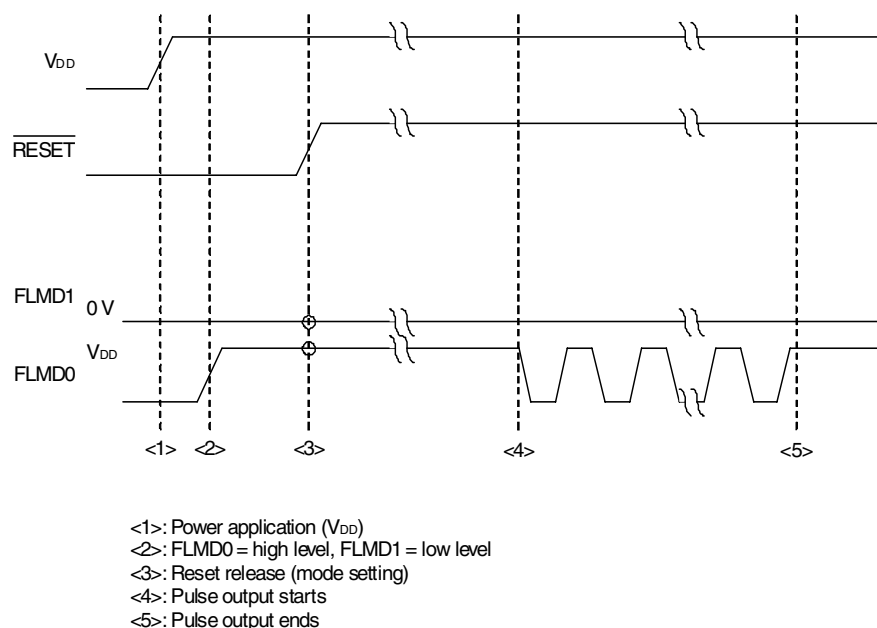 VDD
RESET
FLMD1 0 V
VDD
FLMD0
<1> <2> <3> <4> <5>
<1>: Power application (VDD)
<2>: FLMD0 = high level, FLMD1 = low level
<3>: Reset release (mode setting)
<4>: Pulse output starts
<5>: Pulse output ends